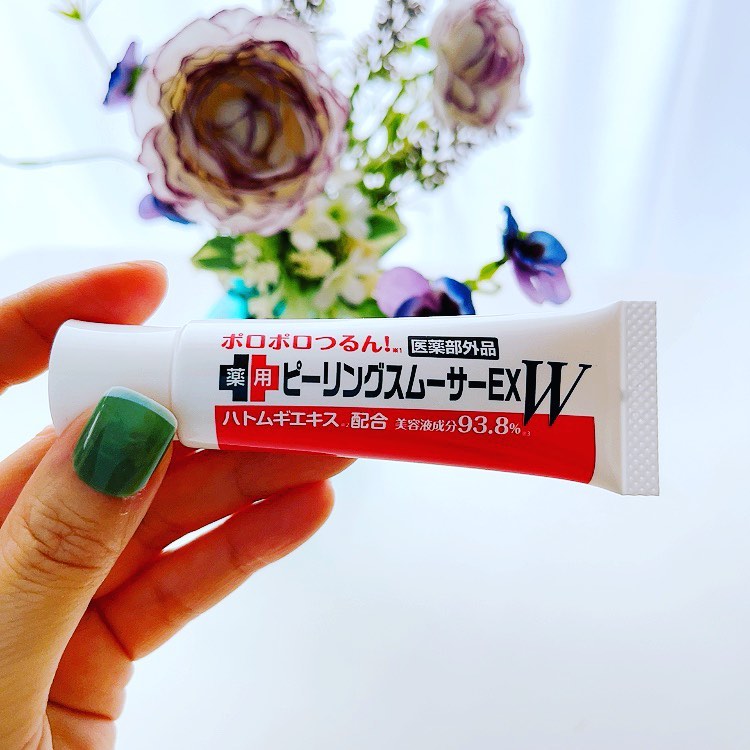 ポロポロつるん!※1 医薬部外品
薬用ピーリングスムーサーEXW
ハトムギエキス※2配合 美容液成分93.8%※3